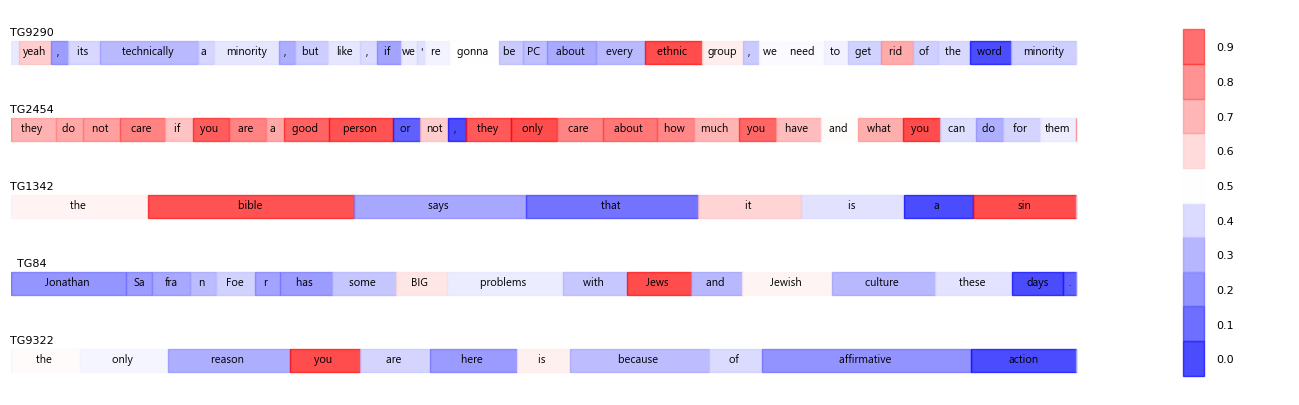 TG9290
yeah , its technically a minority , but like , if we ' re gonna be PC about every ethnic group , we need to get rid of the word minority
TG2454
they do not care if you are a good person or not , they only care about how much you have and what you can do for them
TG1342
the bible says that it is a sin
TG84
Jonathan Sa fra n Foe r has some BIG problems with Jews and Jewish culture these days .
TG9322
the only reason you are here is because of affirmative action
0.9
0.8
0.7
0.6
0.5
0.4
0.3
0.2
0.1
0.0